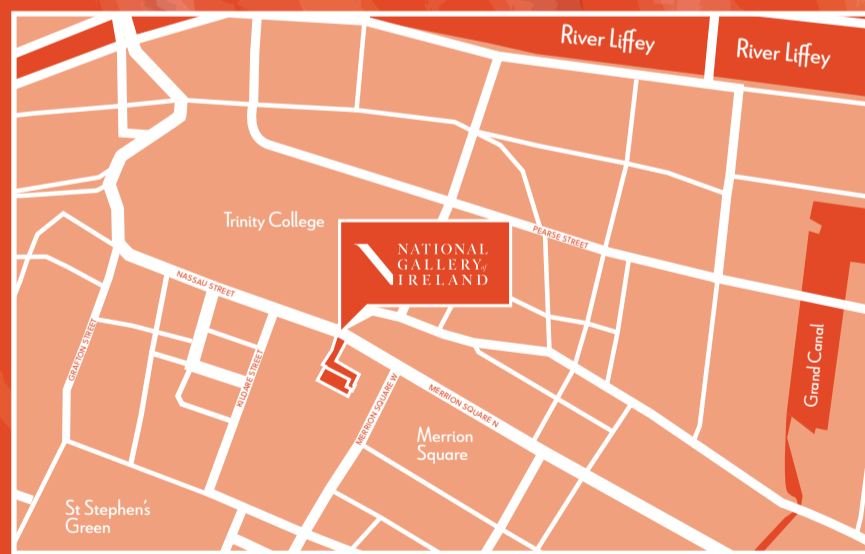 River Liffey
River Liffey
Trinity College
NATIONAL
GALLERY of
IRELAND
PEARSE STREET
NASSAU STREET
GRAFTON STREET
KILDARE STREET
MERRION SQUARE W
MERRION SQUARE N
Grand Canal
Merrion
Square
St Stephen's
Green